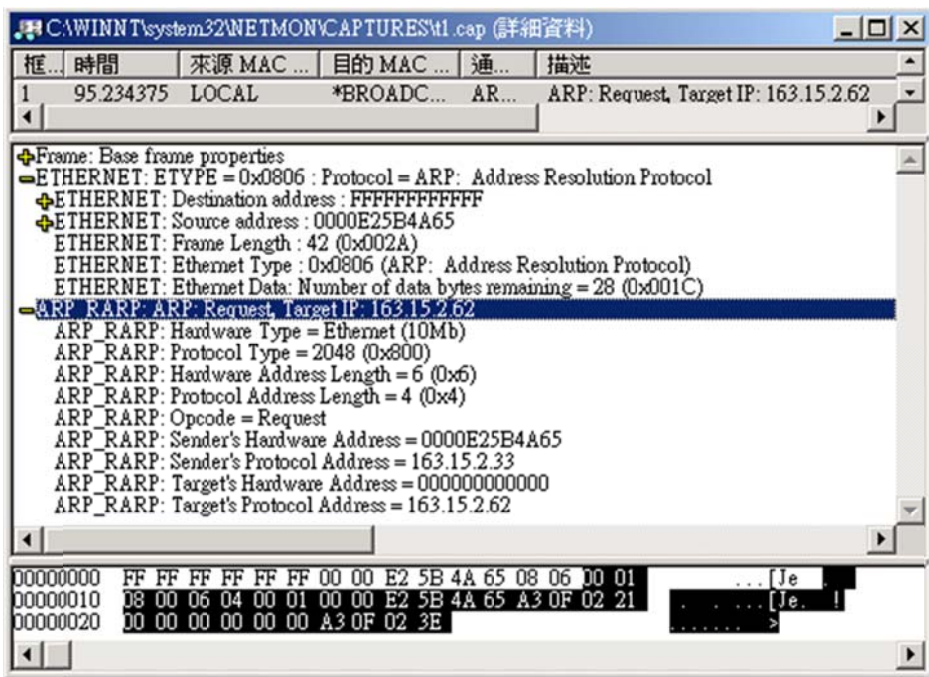 C:\WINNT\system32\NETMON\CAPTURES\t1.cap (詳細資料)
框... 時間 來源 MAC ... 目的 MAC ... 通... 描述
1 95.234375 LOCAL *BROADC... AR... ARP: Request, Target IP: 163.15.2.62
Frame: Base frame properties
ETHERNET: ETYPE = 0x0806 : Protocol = ARP: Address Resolution Protocol
ETHERNET: Destination address : FFFFFFFFFFFF
ETHERNET: Source address : 0000E25B4A65
ETHERNET: Frame Length : 42 (0x002A)
ETHERNET: Ethernet Type : 0x0806 (ARP: Address Resolution Protocol)
ETHERNET: Ethernet Data: Number of data bytes remaining = 28 (0x001C)
ARP_RARP: ARP: Request, Target IP: 163.15.2.62
ARP_RARP: Hardware Type = Ethernet (10Mb)
ARP_RARP: Protocol Type = 2048 (0x800)
ARP_RARP: Hardware Address Length = 6 (0x6)
ARP_RARP: Protocol Address Length = 4 (0x4)
ARP_RARP: Opcode = Request
ARP_RARP: Sender's Hardware Address = 0000E25B4A65
ARP_RARP: Sender's Protocol Address = 163.15.2.33
ARP_RARP: Target's Hardware Address = 000000000000
ARP_RARP: Target's Protocol Address = 163.15.2.62
00000000 FF FF FF FF FF FF 00 00 E2 5B 4A 65 08 06 00 01 ...[Je .
00000010 08 00 06 04 00 01 00 00 E2 5B 4A 65 A3 0F 02 21 . . ...[Je. !
00000020 00 00 00 00 00 00 A3 0F 02 3E ....... >